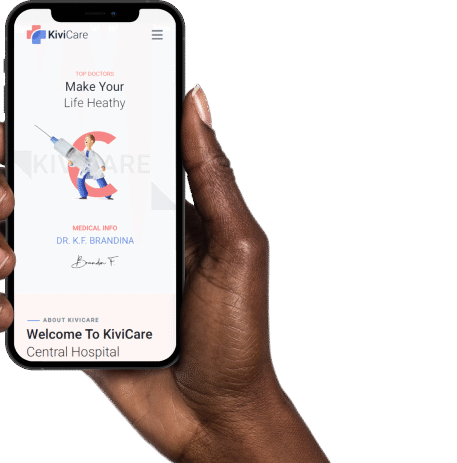 KiviCare
TOP DOCTORS
Make Your
Life Heathy
KIVICARE
MEDICAL INFO
DR. K.F. BRANDINA
Brandon F.
ABOUT KIVICARE
Welcome To KiviCare
Central Hospital